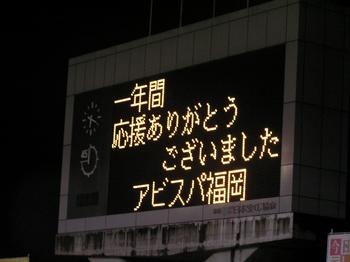 一年間
応援ありがとう
ございました
アビスパ福岡